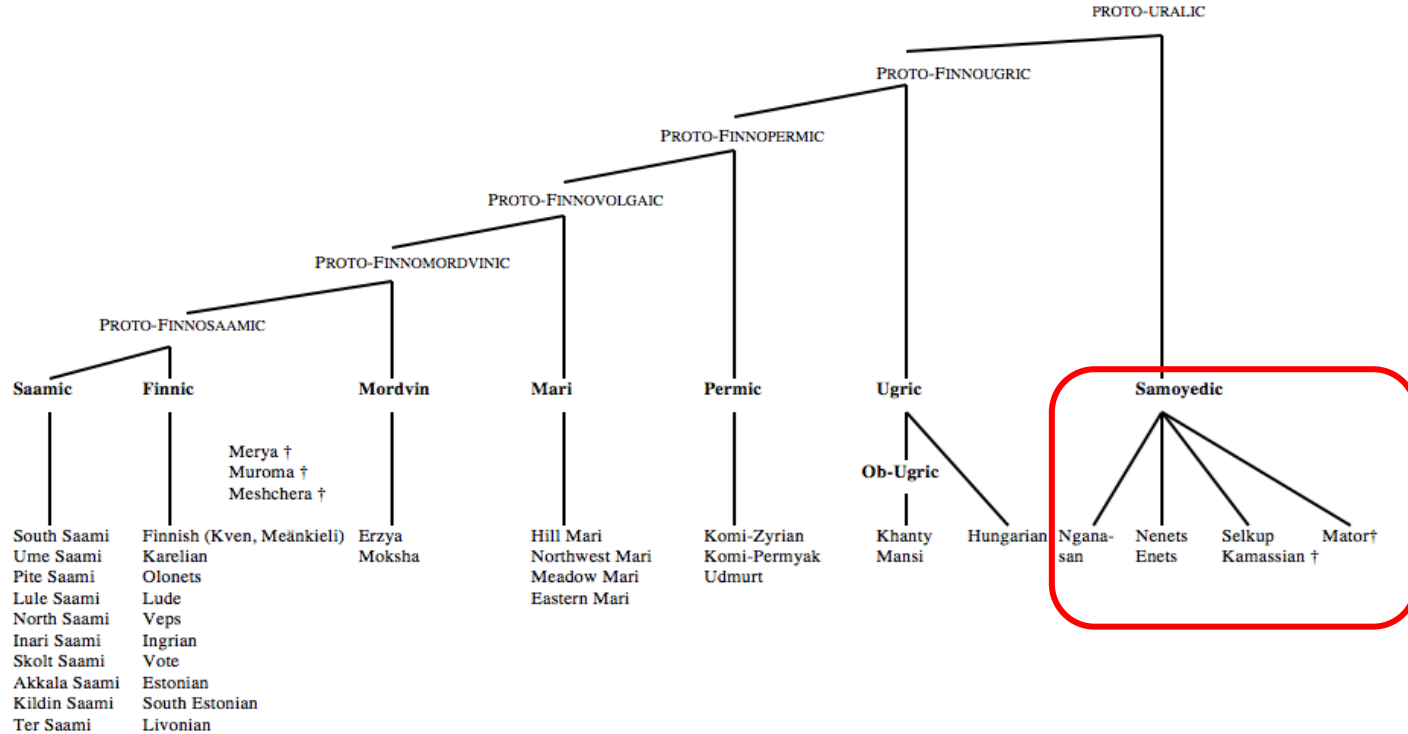 PROTO-URALIC
PROTO-FINNOUGRIC
PROTO-FINNOPERMIC
PROTO-FINNOVOLGAIC
PROTO-FINNOMORDVINIC
PROTO-FINNOSAAMIC
Saamic Finnic Mordvin Mari Permic Ugric Samoyedic
Merya †
Muroma †
Meshchera †
Ob-Ugric
South Saami
Ume Saami
Pite Saami
Lule Saami
North Saami
Inari Saami
Skolt Saami
Akkala Saami
Kildin Saami
Ter Saami
Finnish (Kven, Meänkieli)
Karelian
Olonets
Lude
Veps
Ingrian
Vote
Estonian
South Estonian
Livonian
Erzya
Moksha
Hill Mari
Northwest Mari
Meadow Mari
Eastern Mari
Komi-Zyrian
Komi-Permyak
Udmurt
Khanty
Mansi
Hungarian
Ngana-
san
Nenets
Enets
Selkup
Kamassian †
Mator†